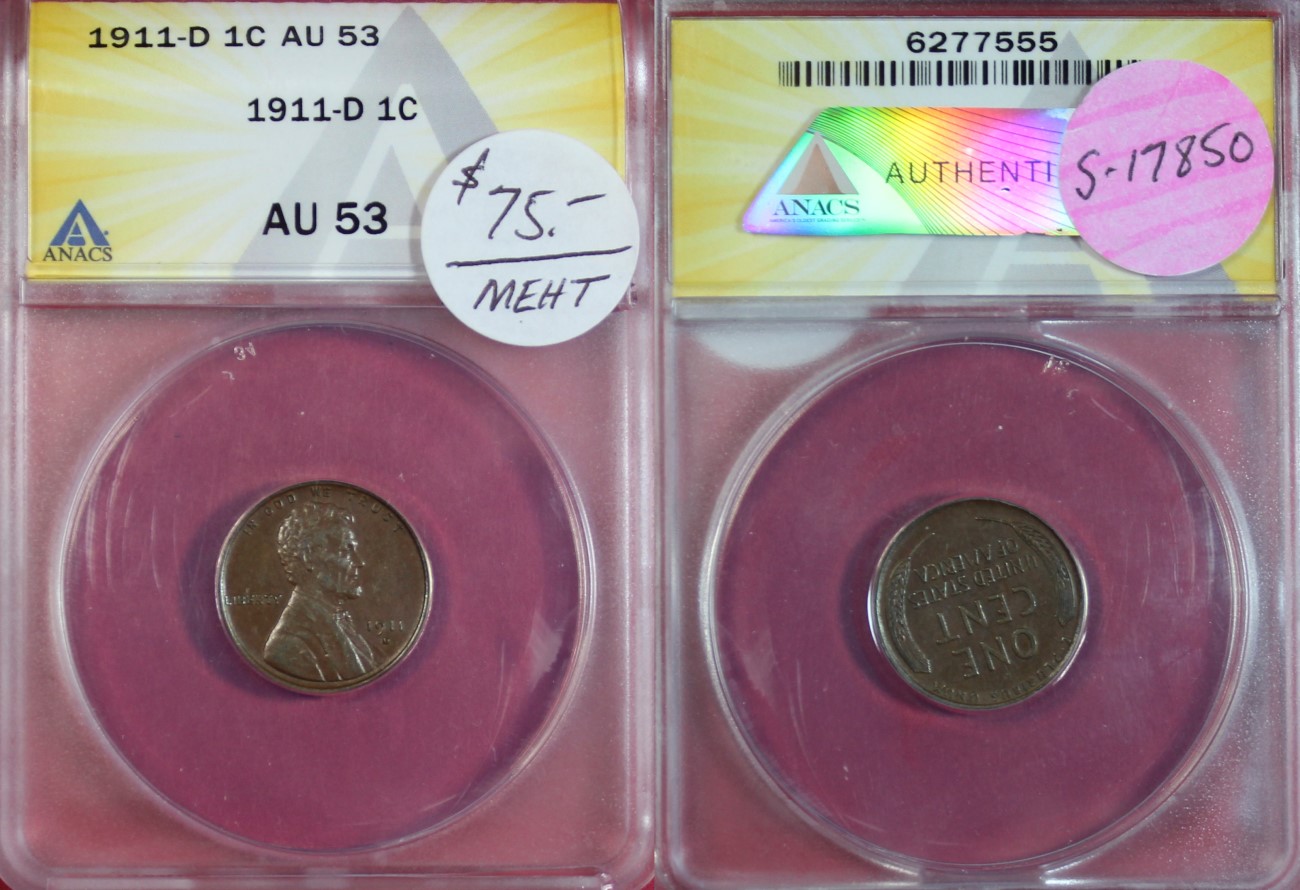 1911-D 1C AU 53
1911-D 1C
AU 53
ANACS
$75.-
MEHT
IN GOD WE TRUST
LIBERTY
1911
D
6277555
ANACS
AUTHENTI
S-17850
UNITED STATES
OF AMERICA
ONE
CENT